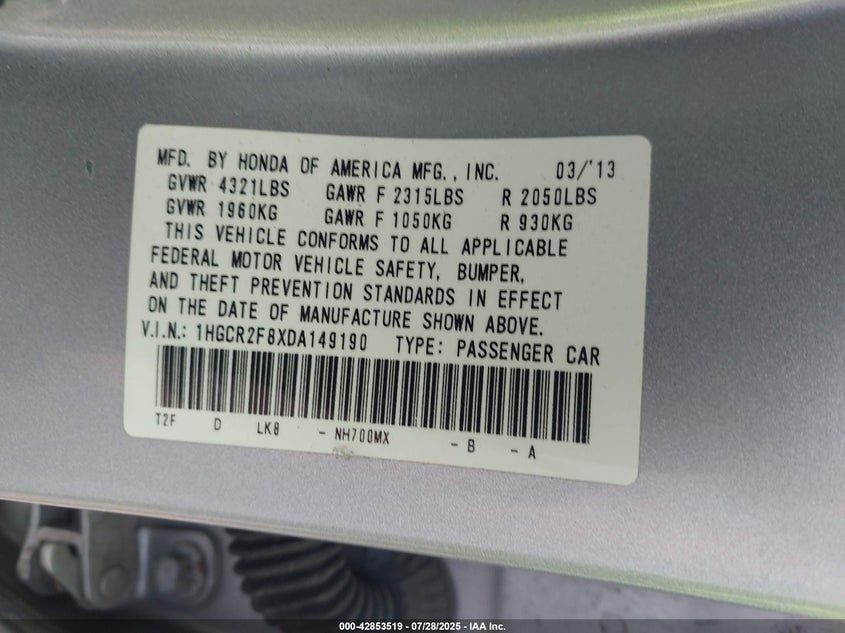 MFD. BY HONDA OF AMERICA MFG., INC. 03/'13
GVWR 4321LBS GAWR F 2315LBS R 2050LBS
GVWR 1960KG GAWR F 1050KG R 930KG
THIS VEHICLE CONFORMS TO ALL APPLICABLE
FEDERAL MOTOR VEHICLE SAFETY, BUMPER,
AND THEFT PREVENTION STANDARDS IN EFFECT
ON THE DATE OF MANUFACTURE SHOWN ABOVE.
V.I.N.: 1HGCR2F8XDA149190 TYPE: PASSENGER CAR
T2F D LK8 - NH700MX - B - A
000-42853519 / 07/28/2025 - IAA Inc.